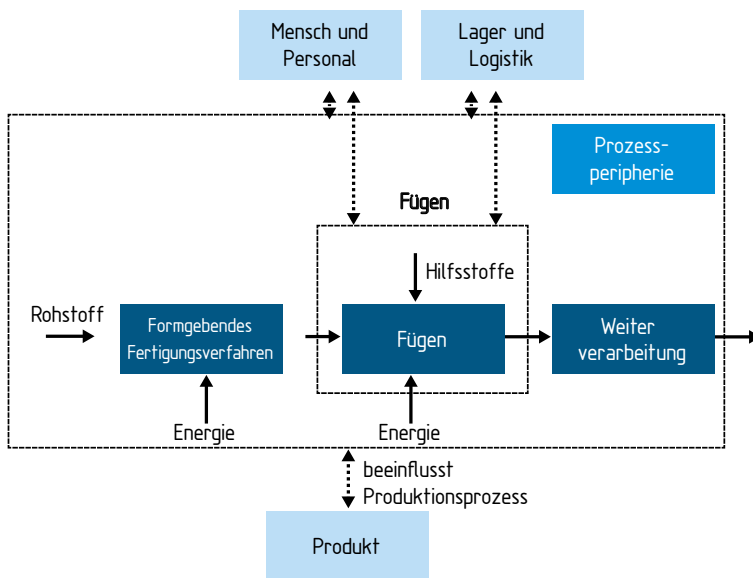 Mensch und
Personal
Lager und
Logistik
Prozess-
peripherie
Fügen
Hilfsstoffe
Rohstoff
Formgebendes
Fertigungsverfahren
Fügen
Weiter
verarbeitung
Energie
Energie
beeinflusst
Produktionsprozess
Produkt